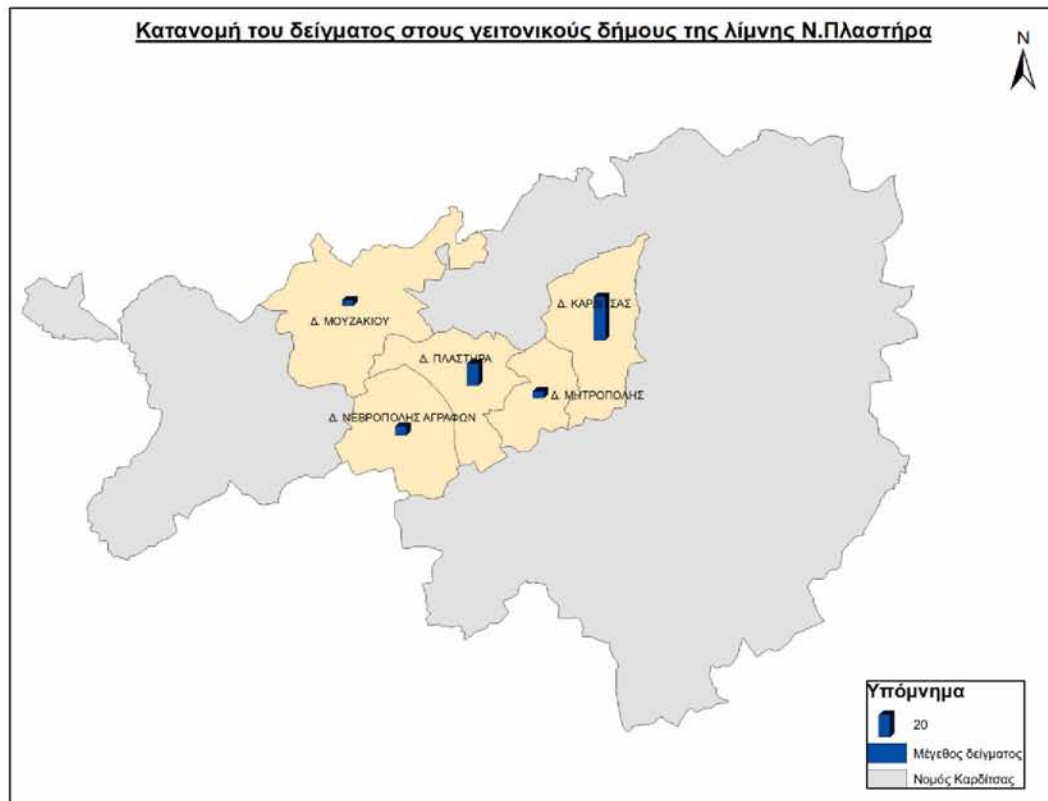 Κατανομή του δείγματος στους γειτονικούς δήμους της λίμνης Ν.Πλαστήρα
N
Δ. ΚΑΡΔΙΤΣΑΣ
Δ. ΜΟΥΖΑΚΙΟΥ
Δ. ΠΛΑΣΤΗΡΑ
Δ. ΜΗΤΡΟΠΟΛΗΣ
Δ. ΝΕΒΡΟΠΟΛΗΣ ΑΓΡΑΦΩΝ
Υπόμνημα
20
Μέγεθος δείγματος
Νομός Καρδίτσας